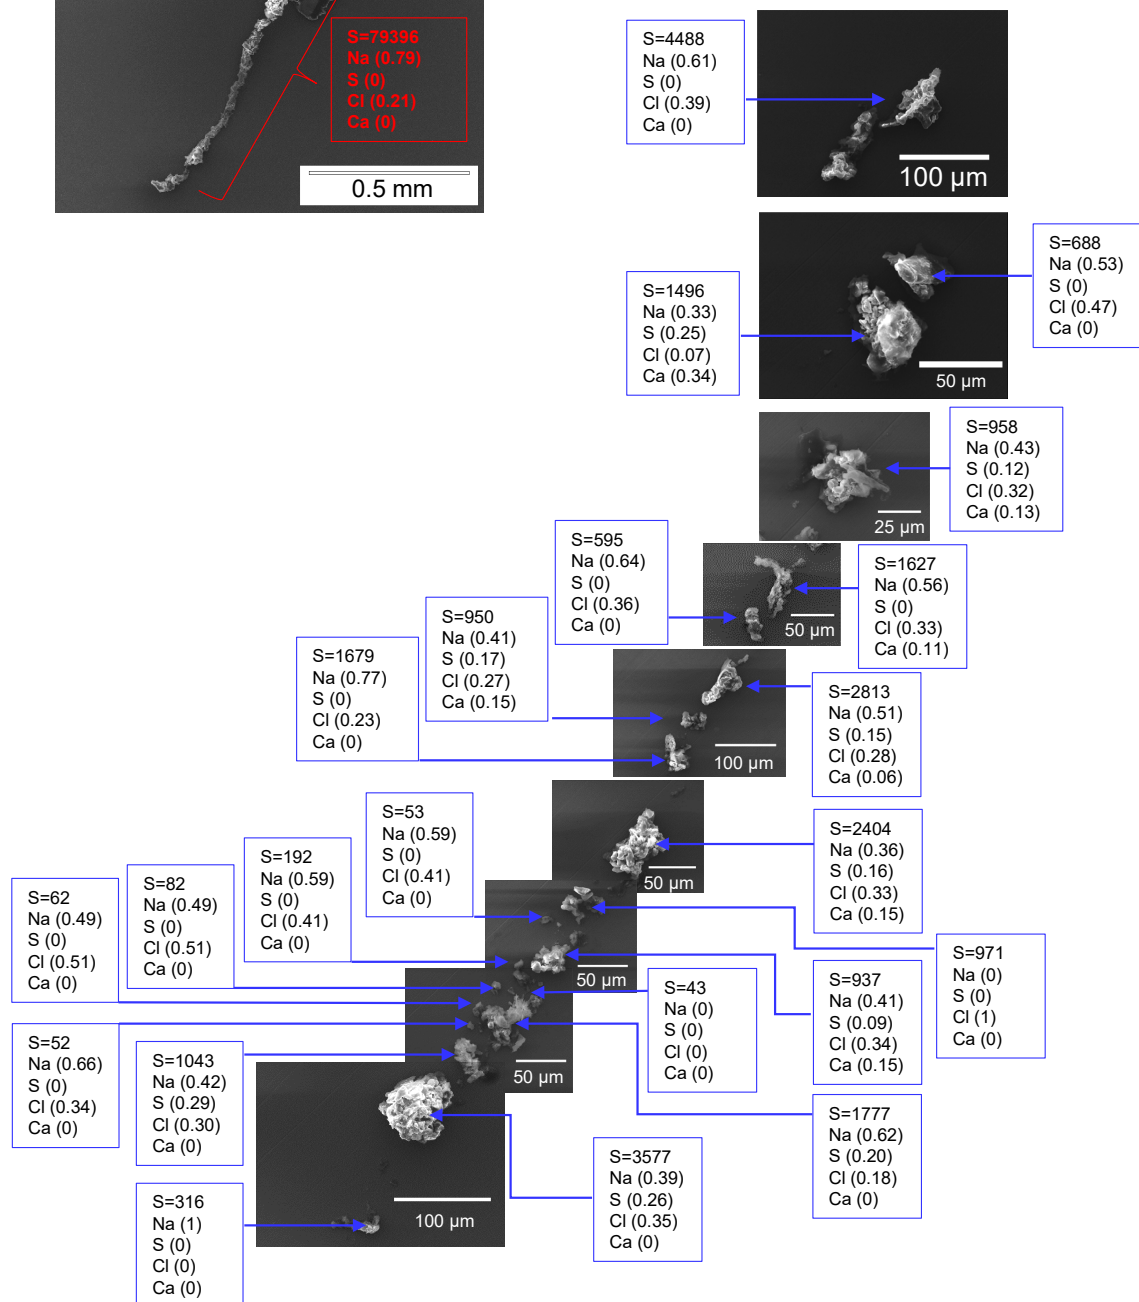 S=79396
Na (0.79)
S (0)
Cl (0.21)
Ca (0)
0.5 mm
S=4488
Na (0.61)
S (0)
Cl (0.39)
Ca (0)
100 µm
S=688
Na (0.53)
S (0)
Cl (0.47)
Ca (0)
S=1496
Na (0.33)
S (0.25)
Cl (0.07)
Ca (0.34)
50 µm
S=958
Na (0.43)
S (0.12)
Cl (0.32)
Ca (0.13)
25 µm
S=595
Na (0.64)
S (0)
Cl (0.36)
Ca (0)
S=1627
Na (0.56)
S (0)
Cl (0.33)
Ca (0.11)
50 µm
S=950
Na (0.41)
S (0.17)
Cl (0.27)
Ca (0.15)
S=1679
Na (0.77)
S (0)
Cl (0.23)
Ca (0)
S=2813
Na (0.51)
S (0.15)
Cl (0.28)
Ca (0.06)
100 µm
S=53
Na (0.59)
S (0)
Cl (0.41)
Ca (0)
S=2404
Na (0.36)
S (0.16)
Cl (0.33)
Ca (0.15)
50 µm
S=192
Na (0.59)
S (0)
Cl (0.41)
Ca (0)
S=82
Na (0.49)
S (0)
Cl (0.51)
Ca (0)
S=62
Na (0.49)
S (0)
Cl (0.51)
Ca (0)
S=971
Na (0)
S (0)
Cl (1)
Ca (0)
50 µm
S=937
Na (0.41)
S (0.09)
Cl (0.34)
Ca (0.15)
S=43
Na (0)
S (0)
Cl (0)
Ca (0)
S=52
Na (0.66)
S (0)
Cl (0.34)
Ca (0)
S=1043
Na (0.42)
S (0.29)
Cl (0.30)
Ca (0)
50 µm
S=1777
Na (0.62)
S (0.20)
Cl (0.18)
Ca (0)
S=3577
Na (0.39)
S (0.26)
Cl (0.35)
Ca (0)
S=316
Na (1)
S (0)
Cl (0)
Ca (0)
100 µm